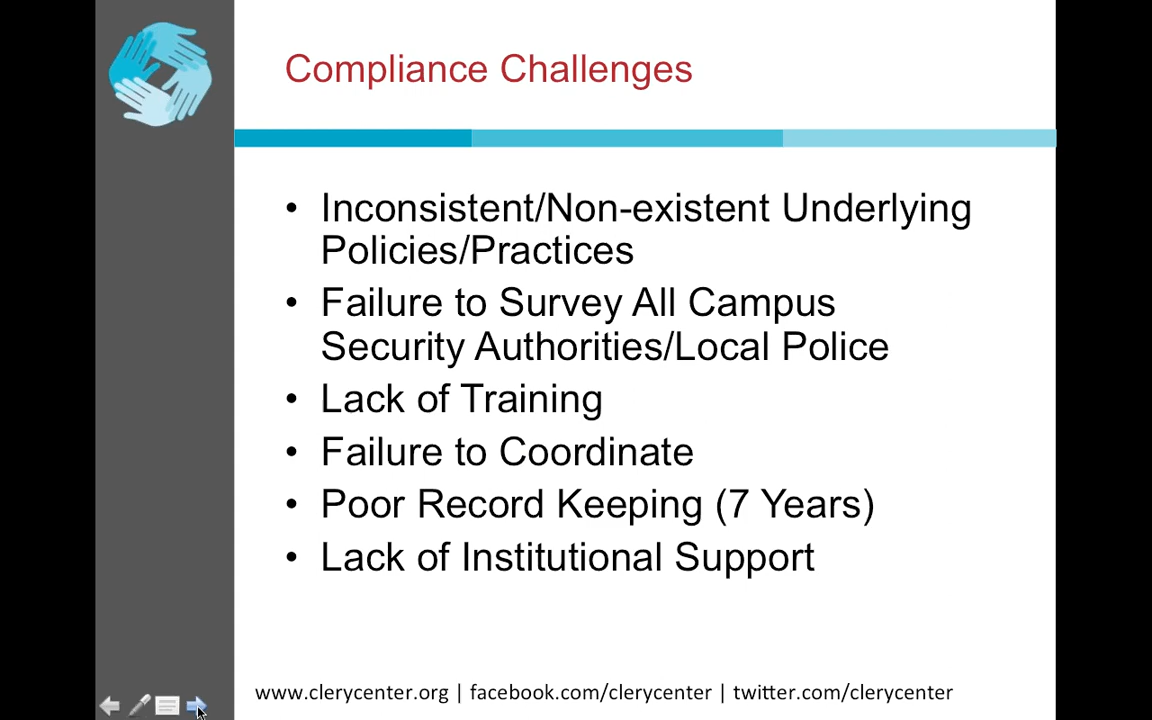 Compliance Challenges
• Inconsistent/Non-existent Underlying
Policies/Practices
• Failure to Survey All Campus
Security Authorities/Local Police
• Lack of Training
• Failure to Coordinate
• Poor Record Keeping (7 Years)
• Lack of Institutional Support
www.clerycenter.org | facebook.com/clerycenter | twitter.com/clerycenter